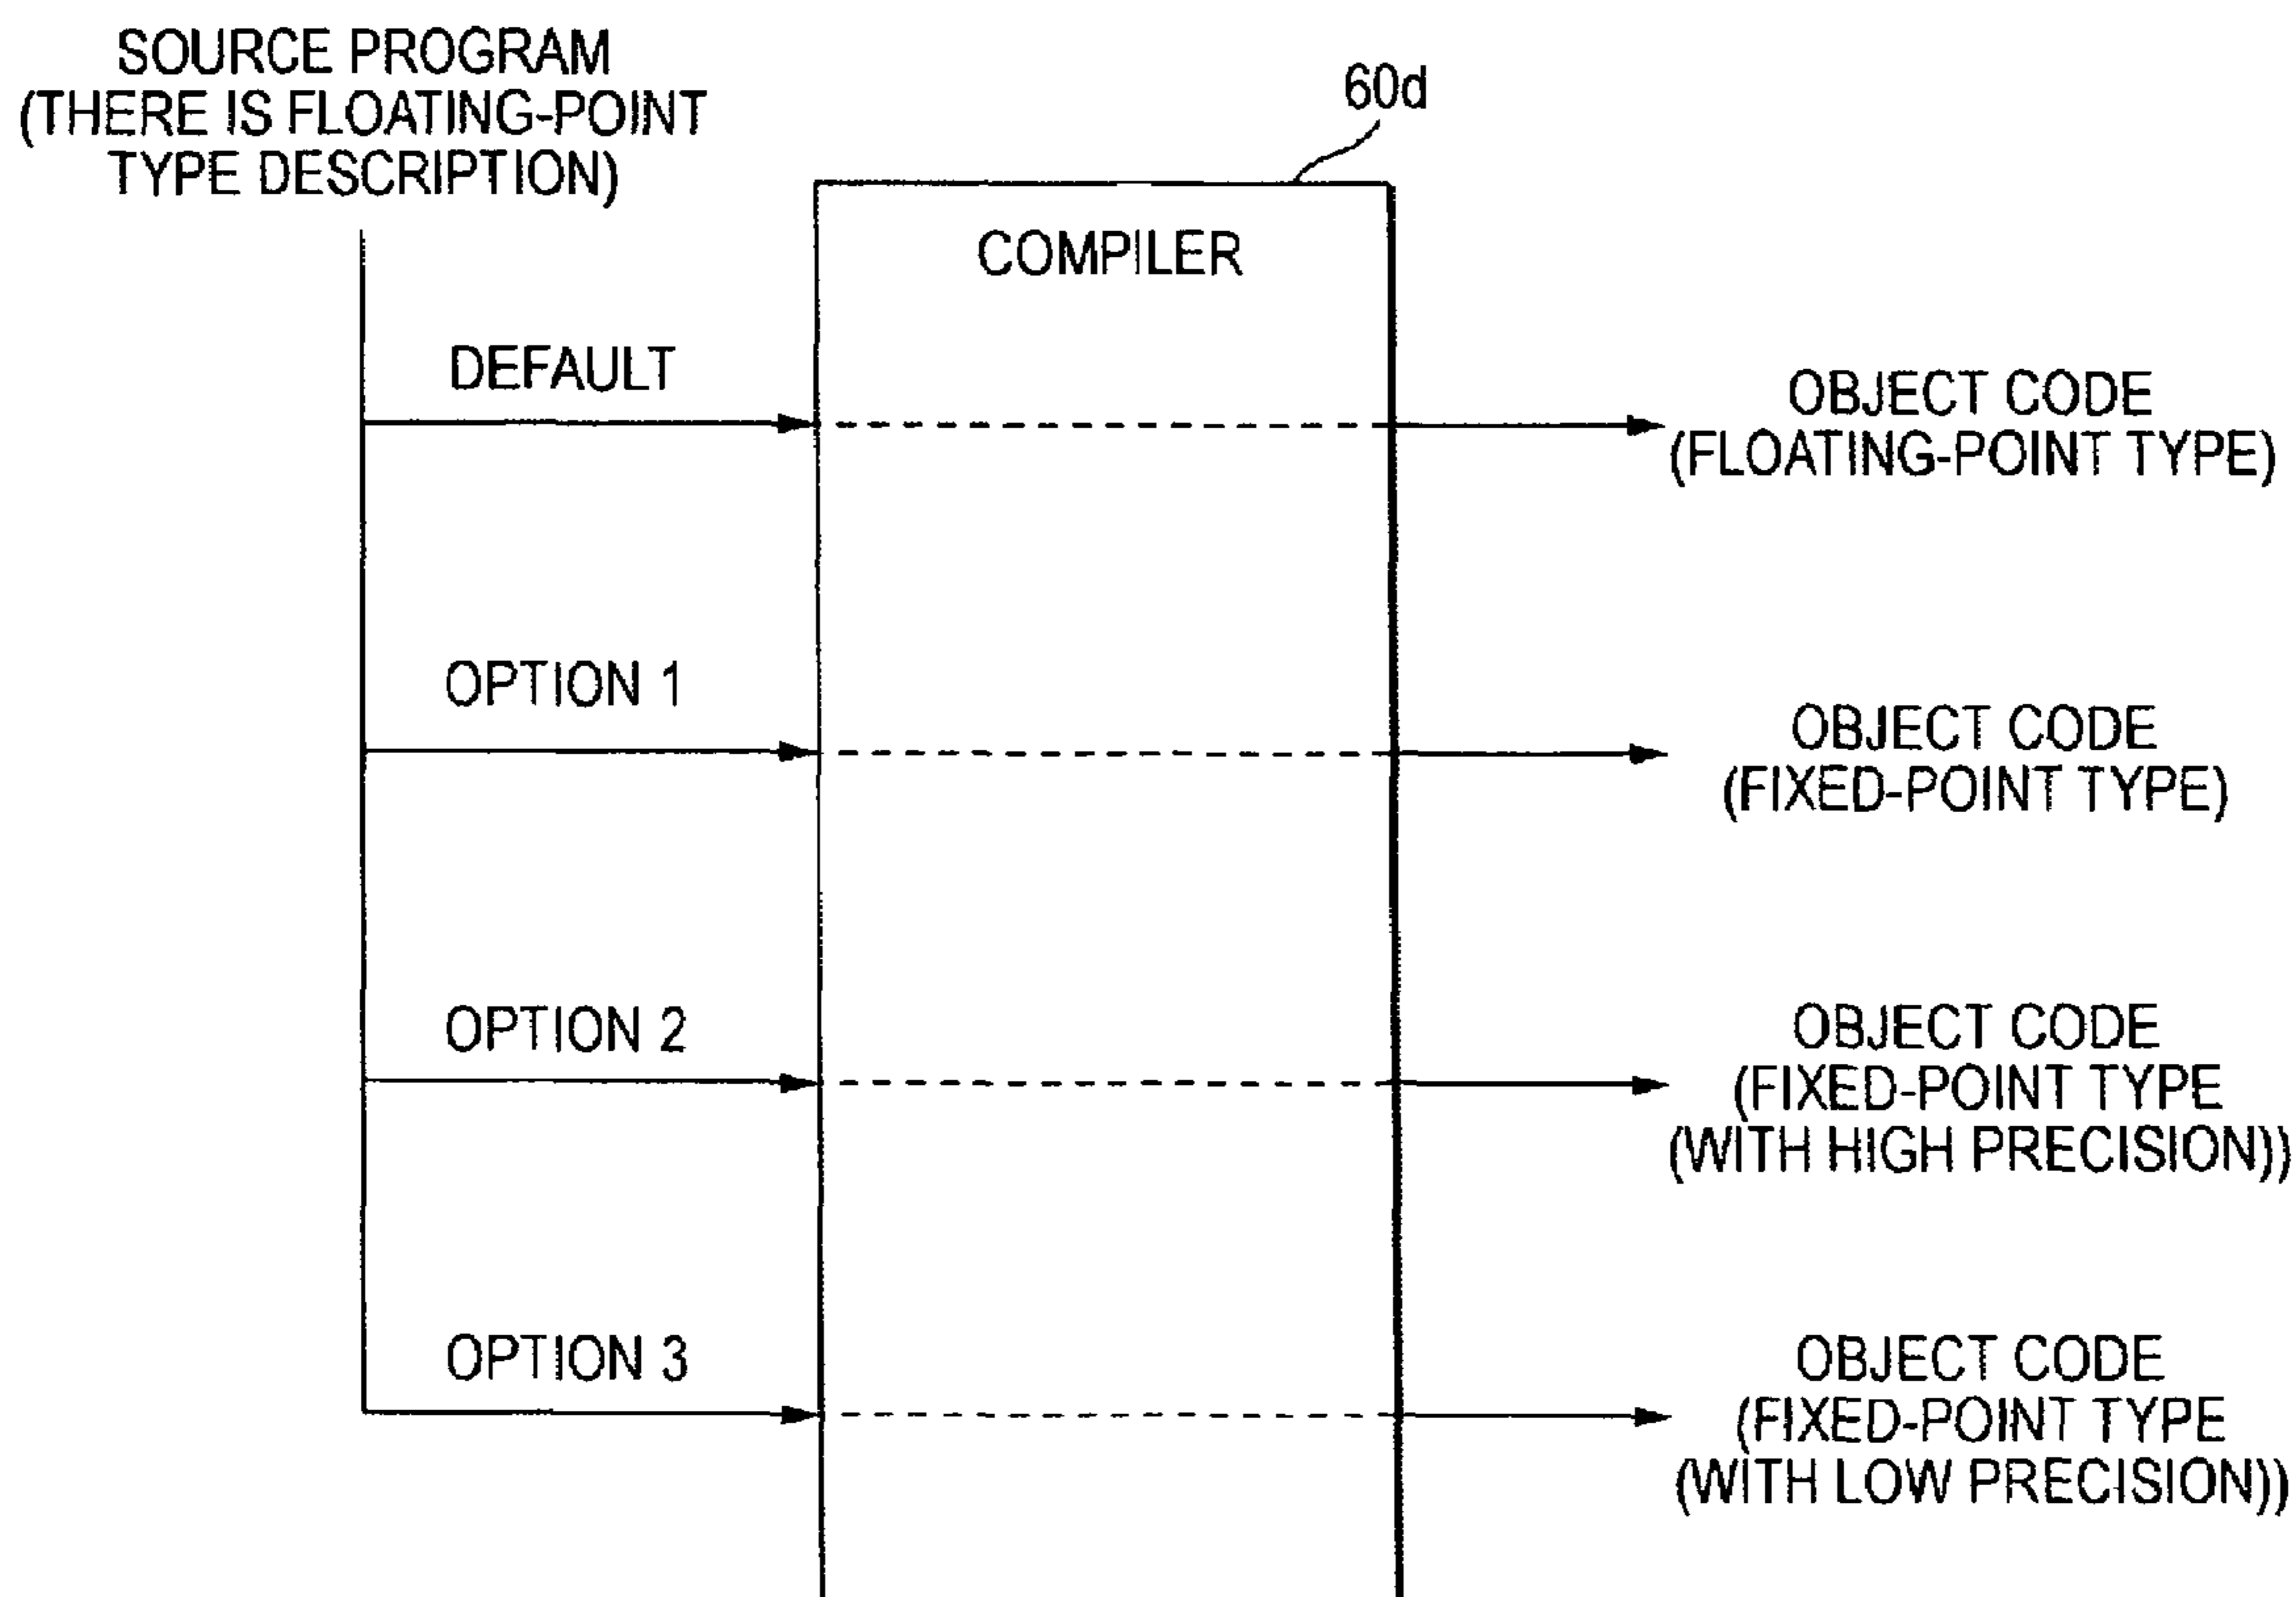 SOURCE PROGRAM
(THERE IS FLOATING-POINT
TYPE DESCRIPTION)
60d
COMPILER
DEFAULT
OBJECT CODE
(FLOATING-POINT TYPE)
OPTION 1
OBJECT CODE
(FIXED-POINT TYPE)
OPTION 2
OBJECT CODE
(FIXED-POINT TYPE
(WITH HIGH PRECISION))
OPTION 3
OBJECT CODE
(FIXED-POINT TYPE
(WITH LOW PRECISION))